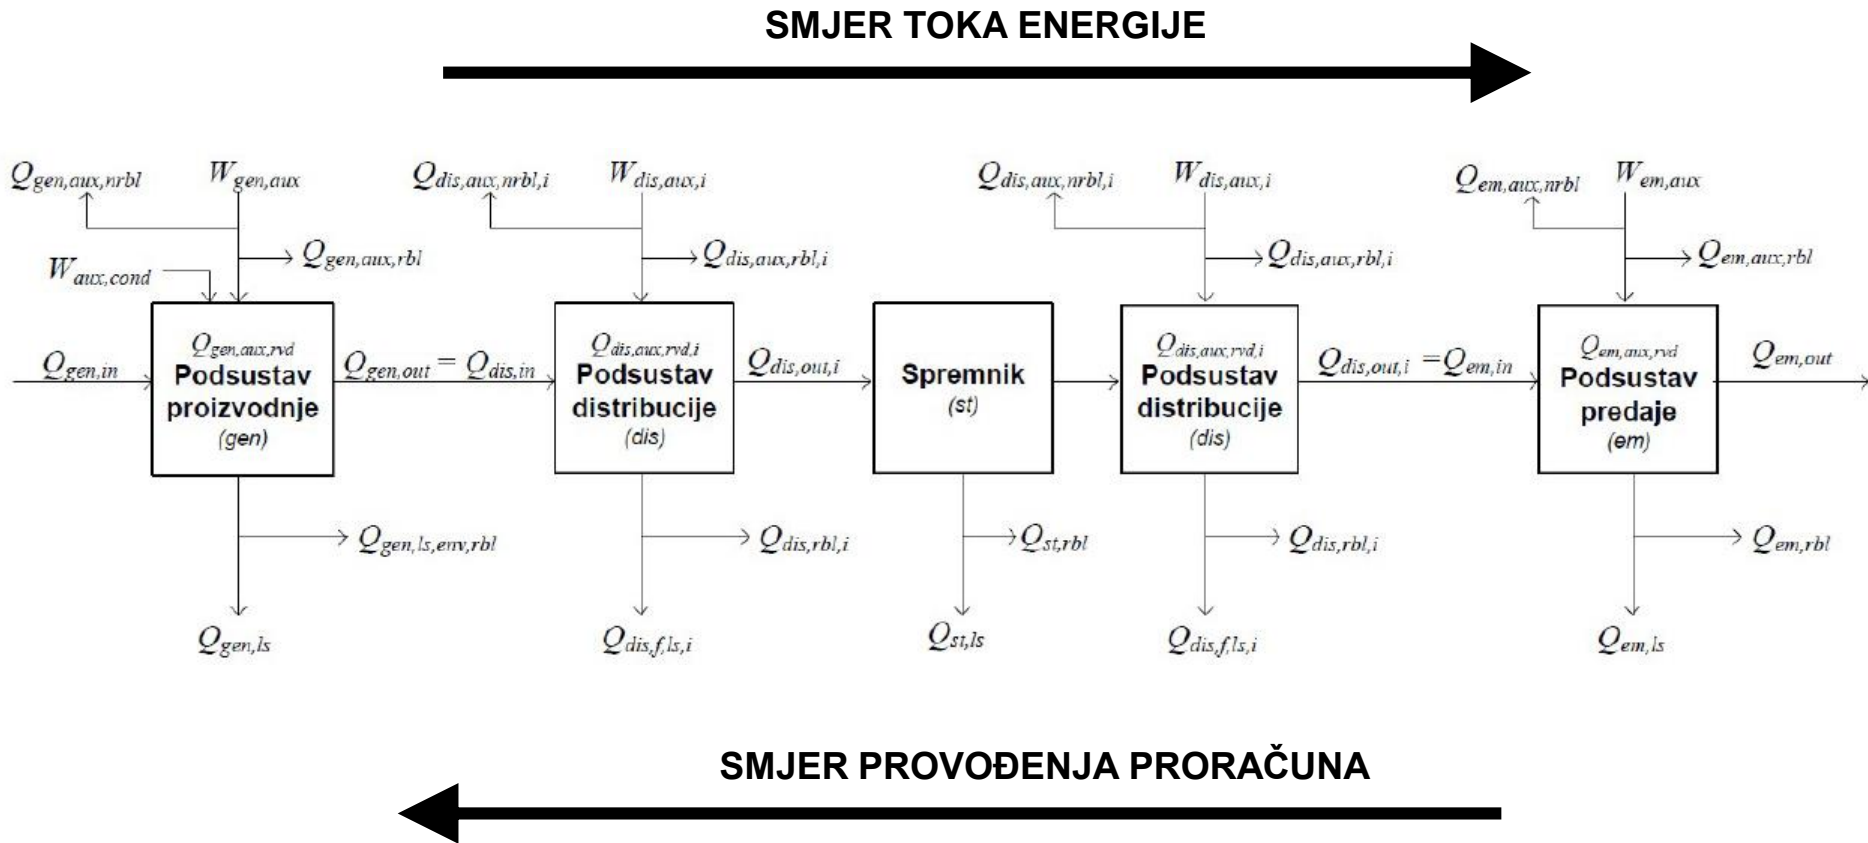 SMJER TOKA ENERGIJE
Q_gen,aux,nrbl W_gen,aux Q_dis,aux,nrbl,i W_dis,aux,i Q_dis,aux,nrbl,i W_dis,aux,i Q_em,aux,nrbl W_em,aux
Q_gen,aux,rbl Q_dis,aux,rbl,i Q_dis,aux,rbl,i Q_em,aux,rbl
W_aux,cond
Q_gen,in
Q_gen,aux,rvd
Podsustav
proizvodnje
(gen)
Q_gen,out = Q_dis,in
Q_dis,aux,rvd,i
Podsustav
distribucije
(dis)
Q_dis,out,i
Spremnik
(st)
Q_dis,aux,rvd,i
Podsustav
distribucije
(dis)
Q_dis,out,i = Q_em,in
Q_em,aux,rvd
Podsustav
predaje
(em)
Q_em,out
Q_gen,ls,env,rbl Q_dis,rbl,i Q_st,rbl Q_dis,rbl,i Q_em,rbl
Q_gen,ls Q_dis,f,ls,i Q_st,ls Q_dis,f,ls,i Q_em,ls
SMJER PROVOĐENJA PRORAČUNA